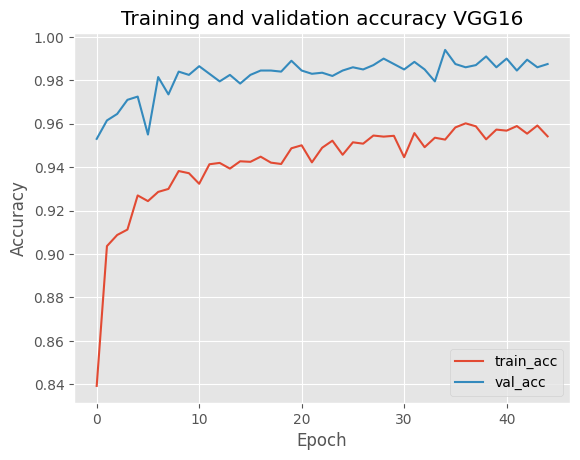 Training and validation accuracy VGG16
1.00
0.98
0.96
0.94
0.92
0.90
0.88
0.86
0.84
Accuracy
train_acc
val_acc
0
10
20
30
40
Epoch